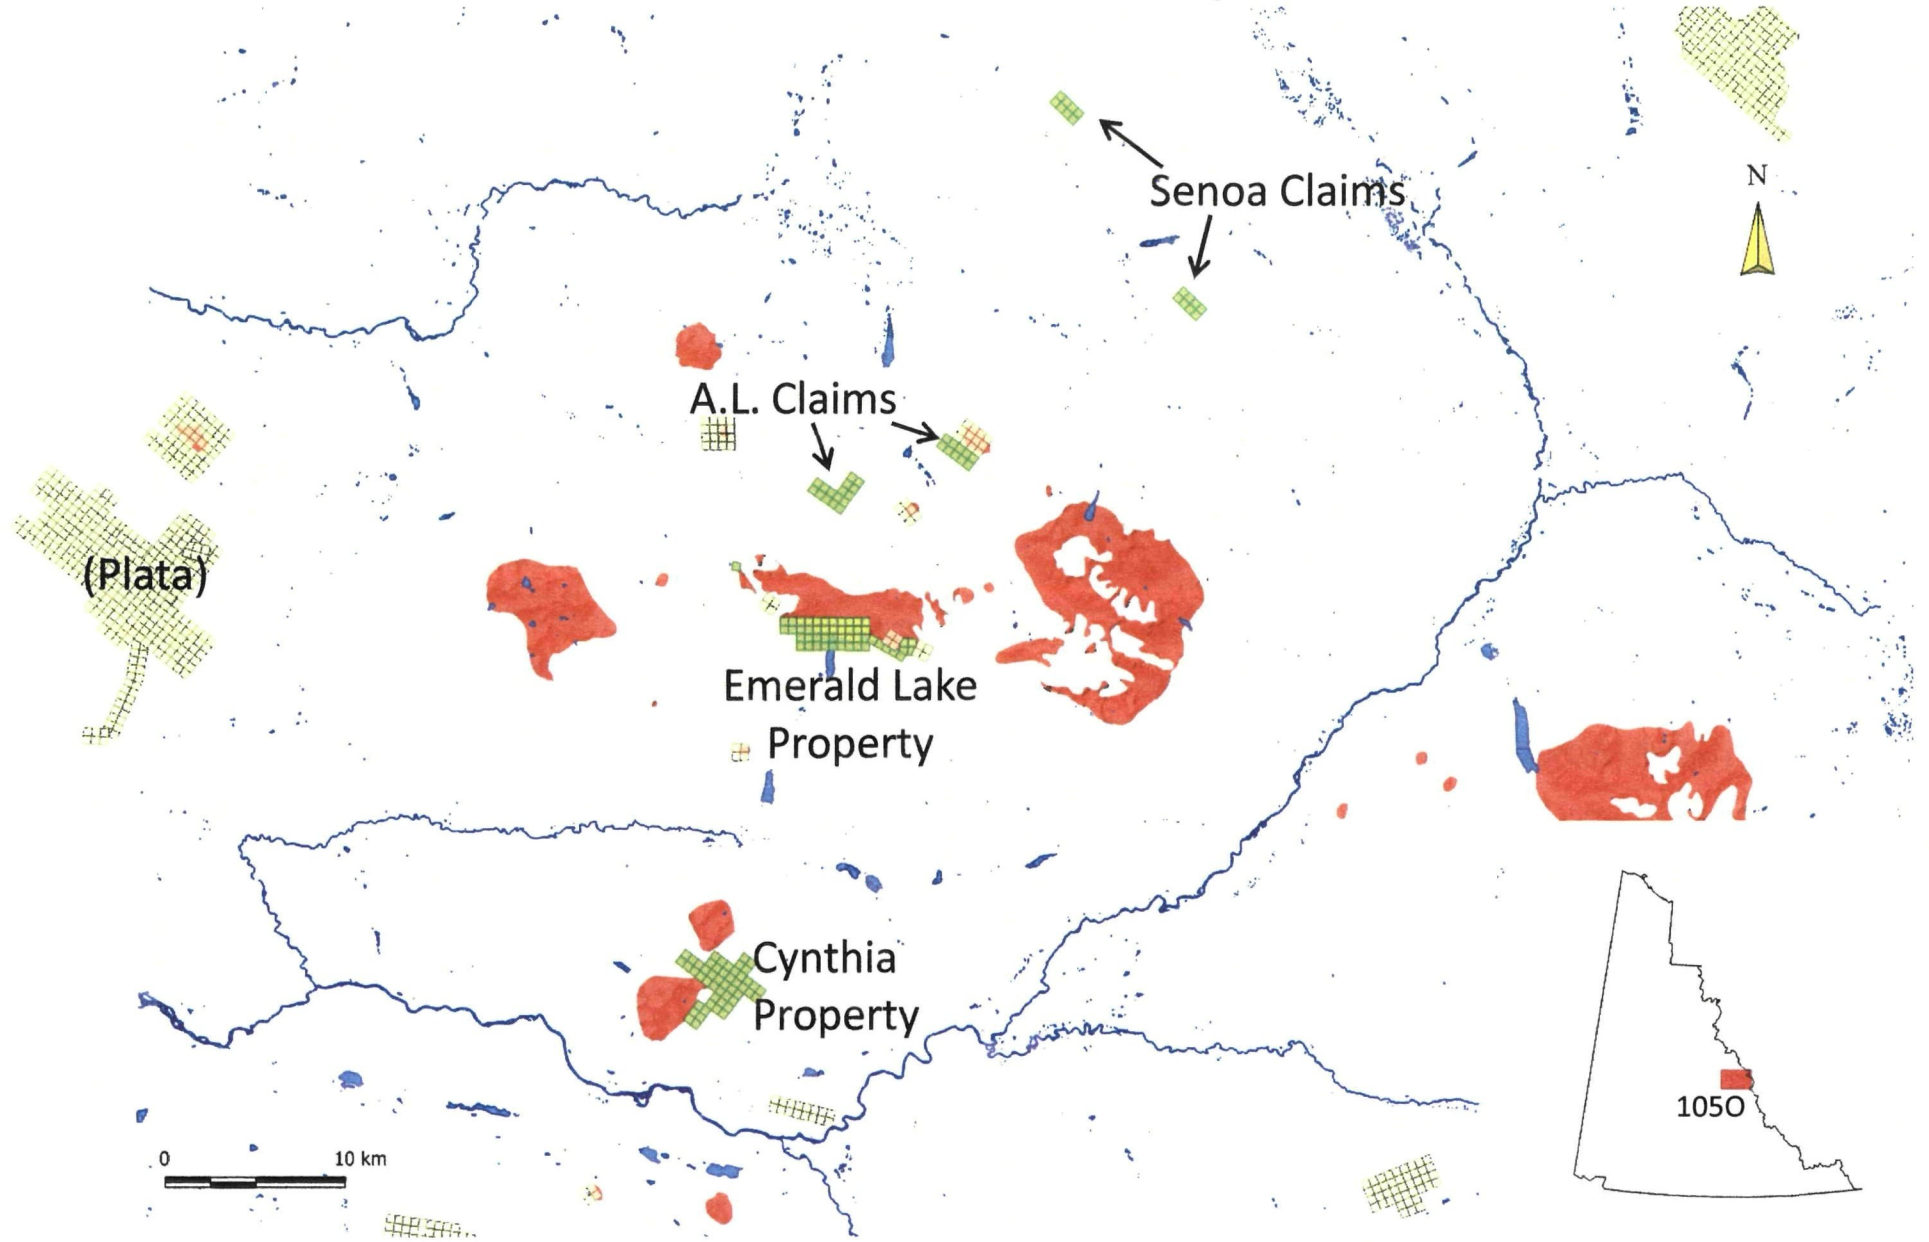 Senoa Claims
N
A.L. Claims
(Plata)
Emerald Lake
Property
Cynthia
Property
105O
0 10 km